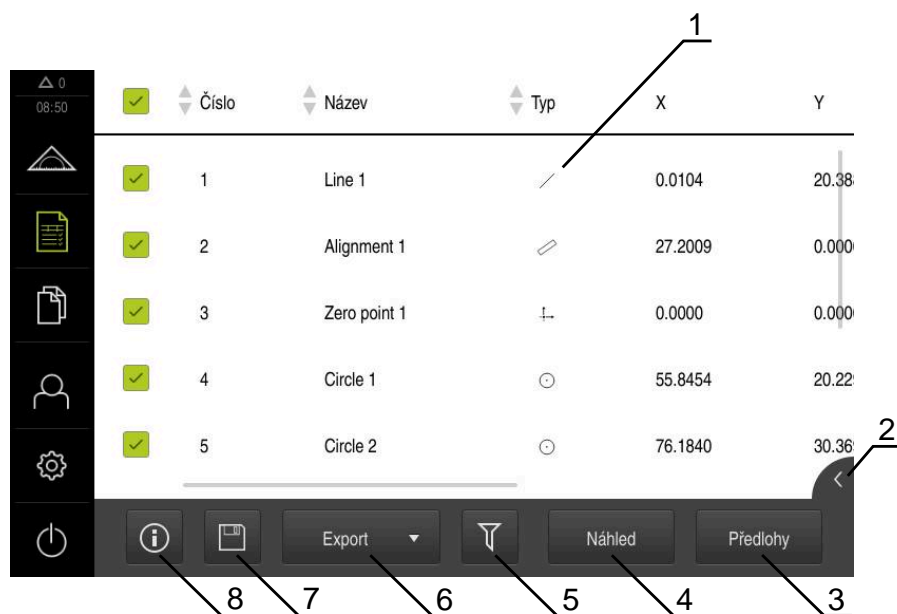 1
0
08:50
Číslo Název Typ X Y
1 Line 1 0.0104 20.38
2 Alignment 1 27.2009 0.000
3 Zero point 1 0.0000 0.000
4 Circle 1 55.8454 20.22
5 Circle 2 76.1840 30.36
2
Export Náhled Předlohy
8 7 6 5 4 3